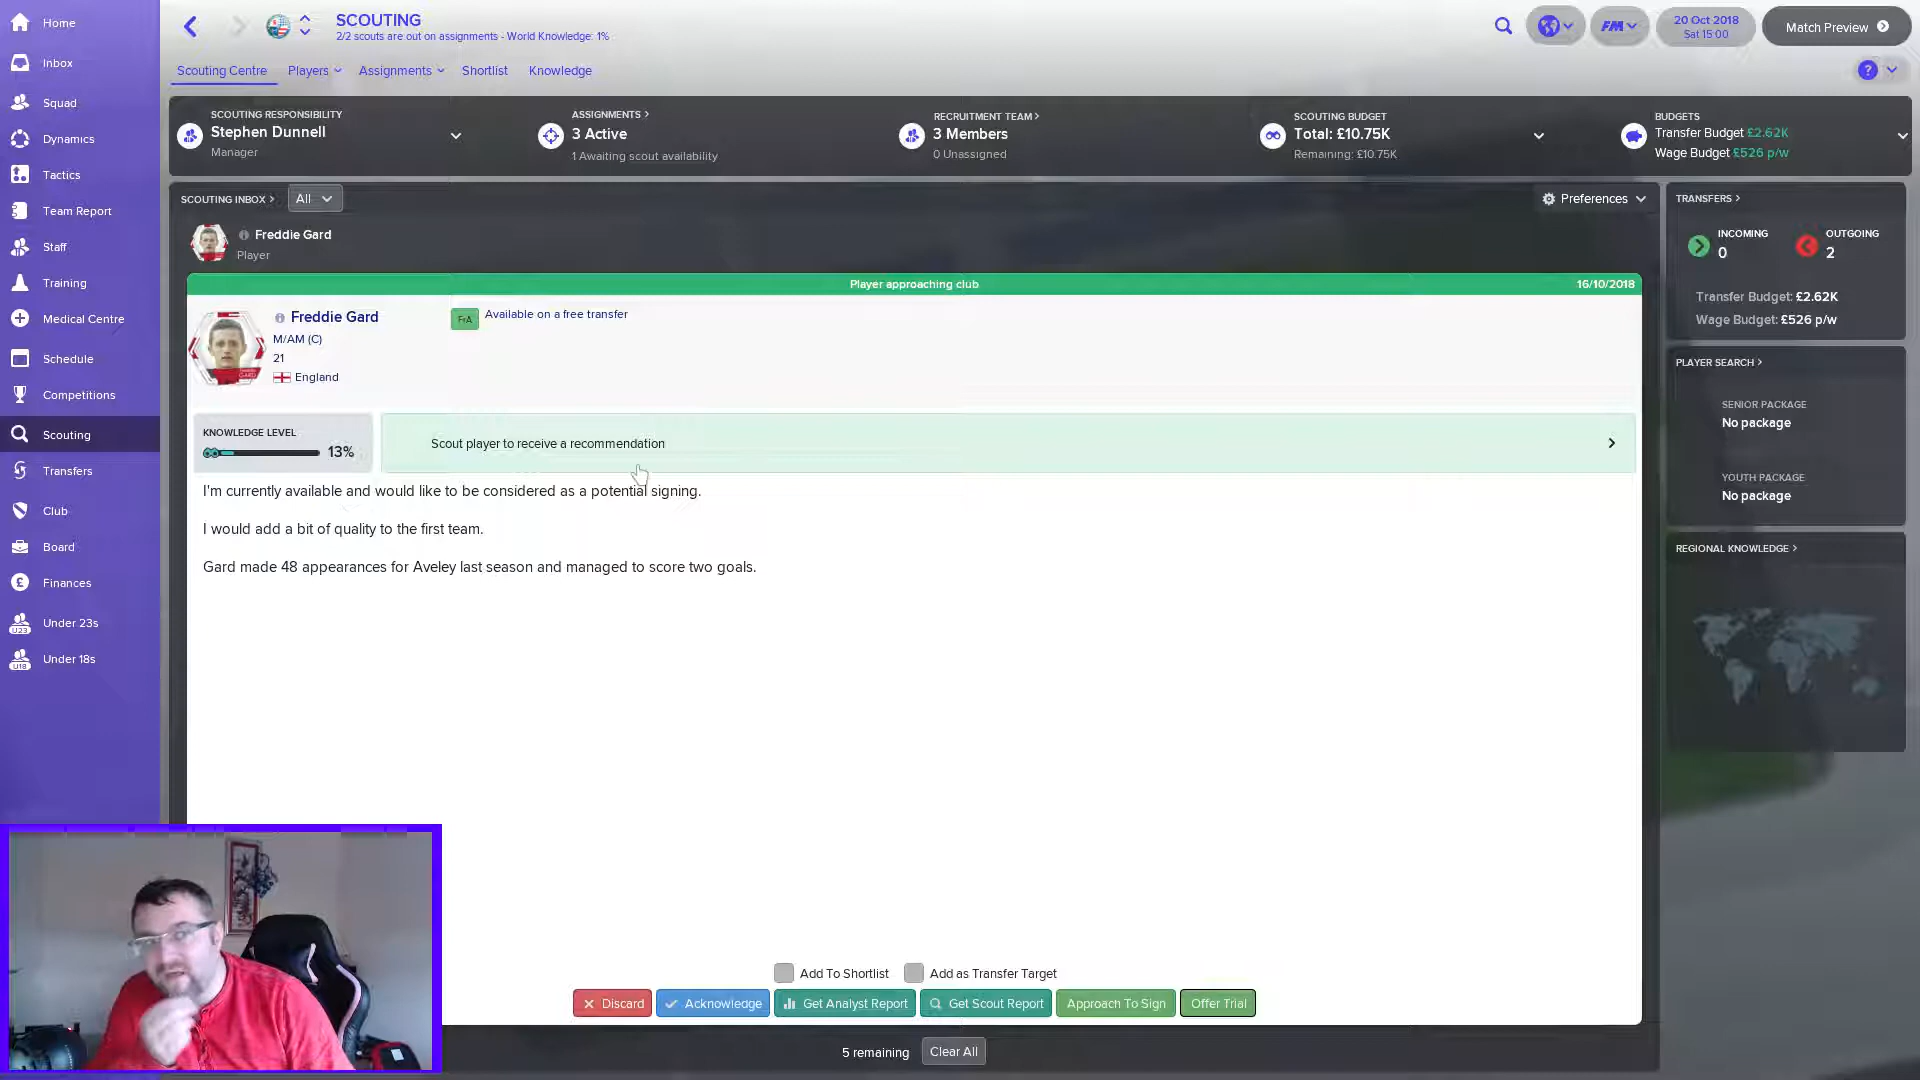 Home
Inbox
Squad
Dynamics
Tactics
Team Report
Staff
Training
Medical Centre
Schedule
Competitions
Scouting
Transfers
Club
Board
Finances
Under 23s
Under 18s
SCOUTING
2/2 scouts are out on assignments - World Knowledge: 1%
FM
20 Oct 2018
Sat 15:00
Match Preview
Scouting Centre
Players
Assignments
Shortlist
Knowledge
?
SCOUTING RESPONSIBILITY
Stephen Dunnell
Manager
ASSIGNMENTS >
3 Active
1 Awaiting scout availability
RECRUITMENT TEAM >
3 Members
0 Unassigned
SCOUTING BUDGET
Total: £10.75K
Remaining: £10.75K
BUDGETS
Transfer Budget £2.62K
Wage Budget £526 p/w
SCOUTING INBOX >
All
Preferences
Freddie Gard
Player
Player approaching club
16/10/2018
Freddie Gard
M/AM (C)
21
England
FrA
Available on a free transfer
KNOWLEDGE LEVEL
13%
Scout player to receive a recommendation
I'm currently available and would like to be considered as a potential signing.
I would add a bit of quality to the first team.
Gard made 48 appearances for Aveley last season and managed to score two goals.
Add To Shortlist
Add as Transfer Target
Discard
Acknowledge
Get Analyst Report
Get Scout Report
Approach To Sign
Offer Trial
5 remaining
Clear All
TRANSFERS >
INCOMING
0
OUTGOING
2
Transfer Budget: £2.62K
Wage Budget: £526 p/w
PLAYER SEARCH >
SENIOR PACKAGE
No package
YOUTH PACKAGE
No package
REGIONAL KNOWLEDGE >